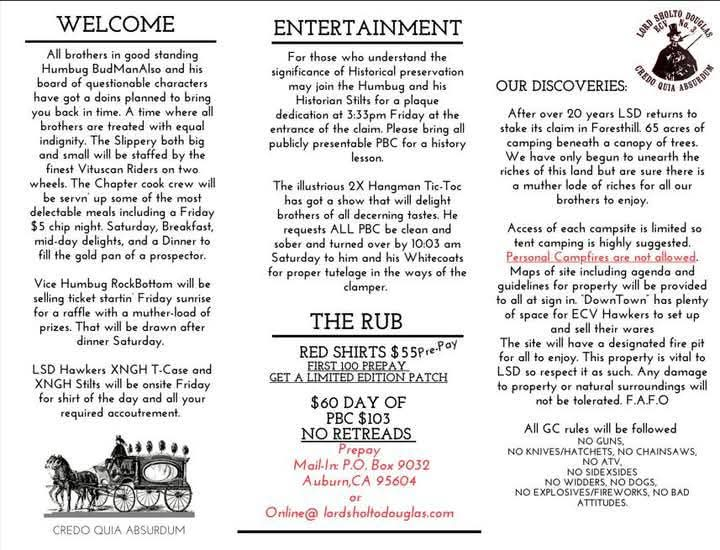 WELCOME
All brothers in good standing
Humbug BudManAlso and his
board of questionable characters
have got a doins planned to bring
you back in time. A time where all
brothers are treated with equal
indignity. The Slippery both big
and small will be staffed by the
finest Vituscan Riders on two
wheels. The Chapter cook crew will
be servn' up some of the most
delectable meals including a Friday
$5 chip night. Saturday, Breakfast,
mid-day delights, and a Dinner to
fill the gold pan of a prospector.
Vice Humbug RockBottom will be
selling ticket startin' Friday sunrise
for a raffle with a muther-load of
prizes. That will be drawn after
dinner Saturday.
LSD Hawkers XNGH T-Case and
XNGH Stilts will be onsite Friday
for shirt of the day and all your
required accoutrement.
CREDO QUIA ABSURDUM
ENTERTAINMENT
For those who understand the
significance of Historical preservation
may join the Humbug and his
Historian Stilts for a plaque
dedication at 3:33pm Friday at the
entrance of the claim. Please bring all
publicly presentable PBC for a history
lesson.
The illustrious 2X Hangman Tic-Toc
has got a show that will delight
brothers of all decerning tastes. He
requests ALL PBC be clean and
sober and turned over by 10:03 am
Saturday to him and his Whitecoats
for proper tutelage in the ways of the
clamper.
THE RUB
RED SHIRTS $55Pre-Pay
FIRST 100 PREPAY
GET A LIMITED EDITION PATCH
$60 DAY OF
PBC $103
NO RETREADS
Prepay
Mail-In: P.O. Box 9032
Auburn,CA 95604
or
Online@ lordsholtodouglas.com
LORD SHOLTO DOUGLAS
ECV No. 3
CREDO QUIA ABSURDUM
OUR DISCOVERIES:
After over 20 years LSD returns to
stake its claim in Foresthill. 65 acres of
camping beneath a canopy of trees.
We have only begun to unearth the
riches of this land but are sure there is
a muther lode of riches for all our
brothers to enjoy.
Access of each campsite is limited so
tent camping is highly suggested.
Personal Campfires are not allowed.
Maps of site including agenda and
guidelines for property will be provided
to all at sign in. "DownTown" has plenty
of space for ECV Hawkers to set up
and sell their wares
The site will have a designated fire pit
for all to enjoy. This property is vital to
LSD so respect it as such. Any damage
to property or natural surroundings will
not be tolerated. F.A.F.O
All GC rules will be followed
NO GUNS,
NO KNIVES/HATCHETS, NO CHAINSAWS,
NO ATV,
NO SIDEXSIDES
NO WIDDERS, NO DOGS,
NO EXPLOSIVES/FIREWORKS, NO BAD
ATTITUDES.